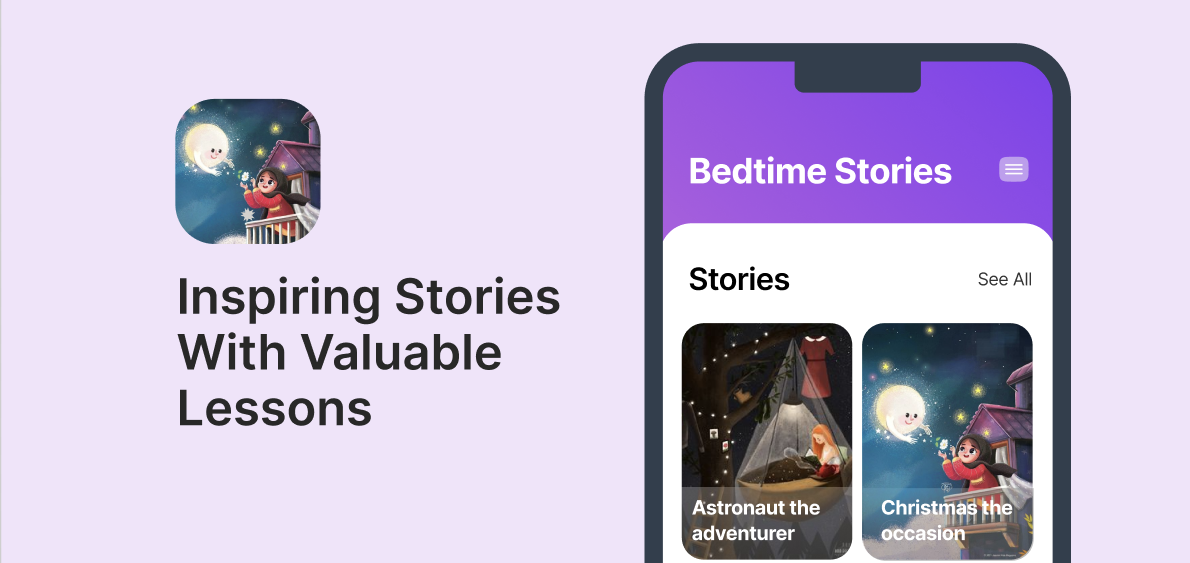 Inspiring Stories
With Valuable
Lessons
Bedtime Stories
Stories
See All
Astronaut the
adventurer
Christmas the
occasion